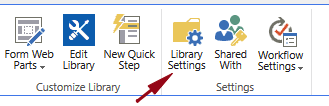 Form Web Parts
Edit Library
New Quick Step
Library Settings
Shared With
Workflow Settings
Customize Library
Settings